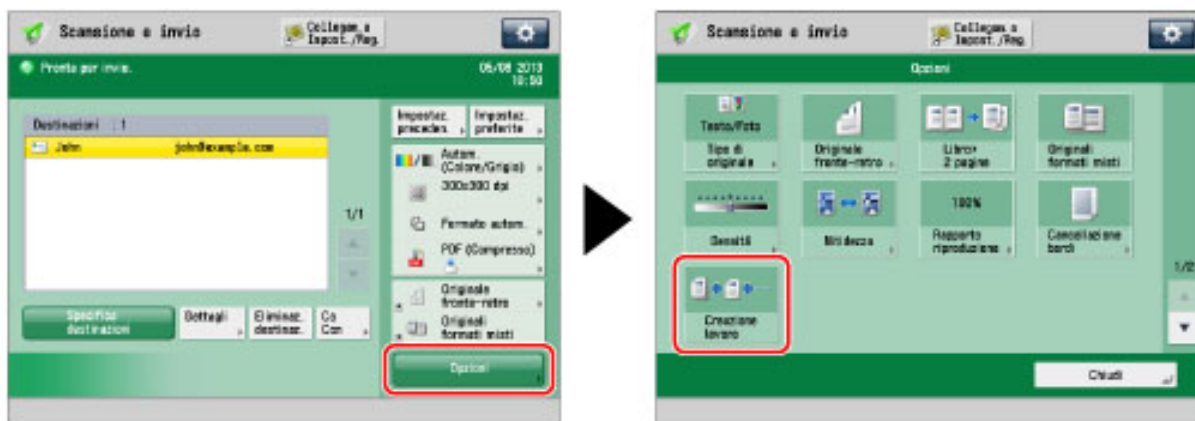 Scansione e invio
Collegam. a
Impost./Reg.
Pronta per invio.
05/08 2013
10:50
Destinazioni : 1
John john@example.com
1/1
Specifica
destinazioni
Dettagli
Eliminaz.
destinaz.
Cc
Ccn
Impostaz.
preceden.
Impostaz.
preferite
Autom.
(Colore/Grigio)
300x300 dpi
Formato autom.
PDF (Compresso)
Originale
fronte-retro
Originali
formati misti
Opzioni
Scansione e invio
Collegam. a
Impost./Reg.
Opzioni
Testo/Foto
Tipo di
originale
Originale
fronte-retro
Libro›
2 pagine
Originali
formati misti
Densità
Nitidezza
100%
Rapporto
riproduzione
Cancellazione
bordi
Creazione
lavoro
1/2
Chiudi